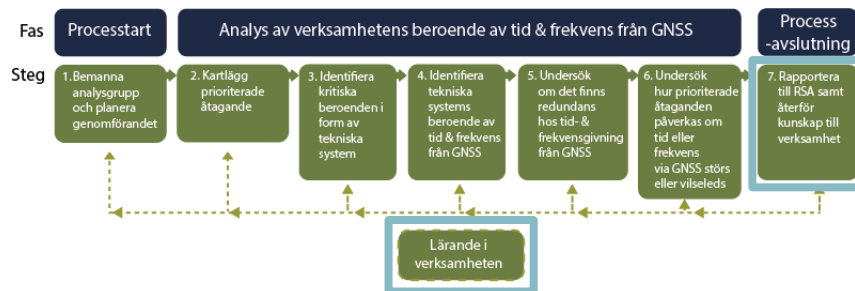 Fas
Processtart
Analys av verksamhetens beroende av tid & frekvens från GNSS
Process
-avslutning
Steg
1.Bemanna
analysgrupp
och planera
genomförandet
2. Kartlägg
prioriterade
åtagande
3. Identifiera
kritiska
beroenden i
form av
tekniska
system
4. Identifiera
tekniska
systems
beroende av
tid & frekvens
från GNSS
5. Undersök
om det finns
redundans
hos tid- &
frekvensgivning
från GNSS
6. Undersök
hur prioriterade
åtaganden
påverkas om
tid eller
frekvens
via GNSS störs
eller vilseleds
7. Rapportera
till RSA samt
återför
kunskap till
verksamhet
Lärande i
verksamheten